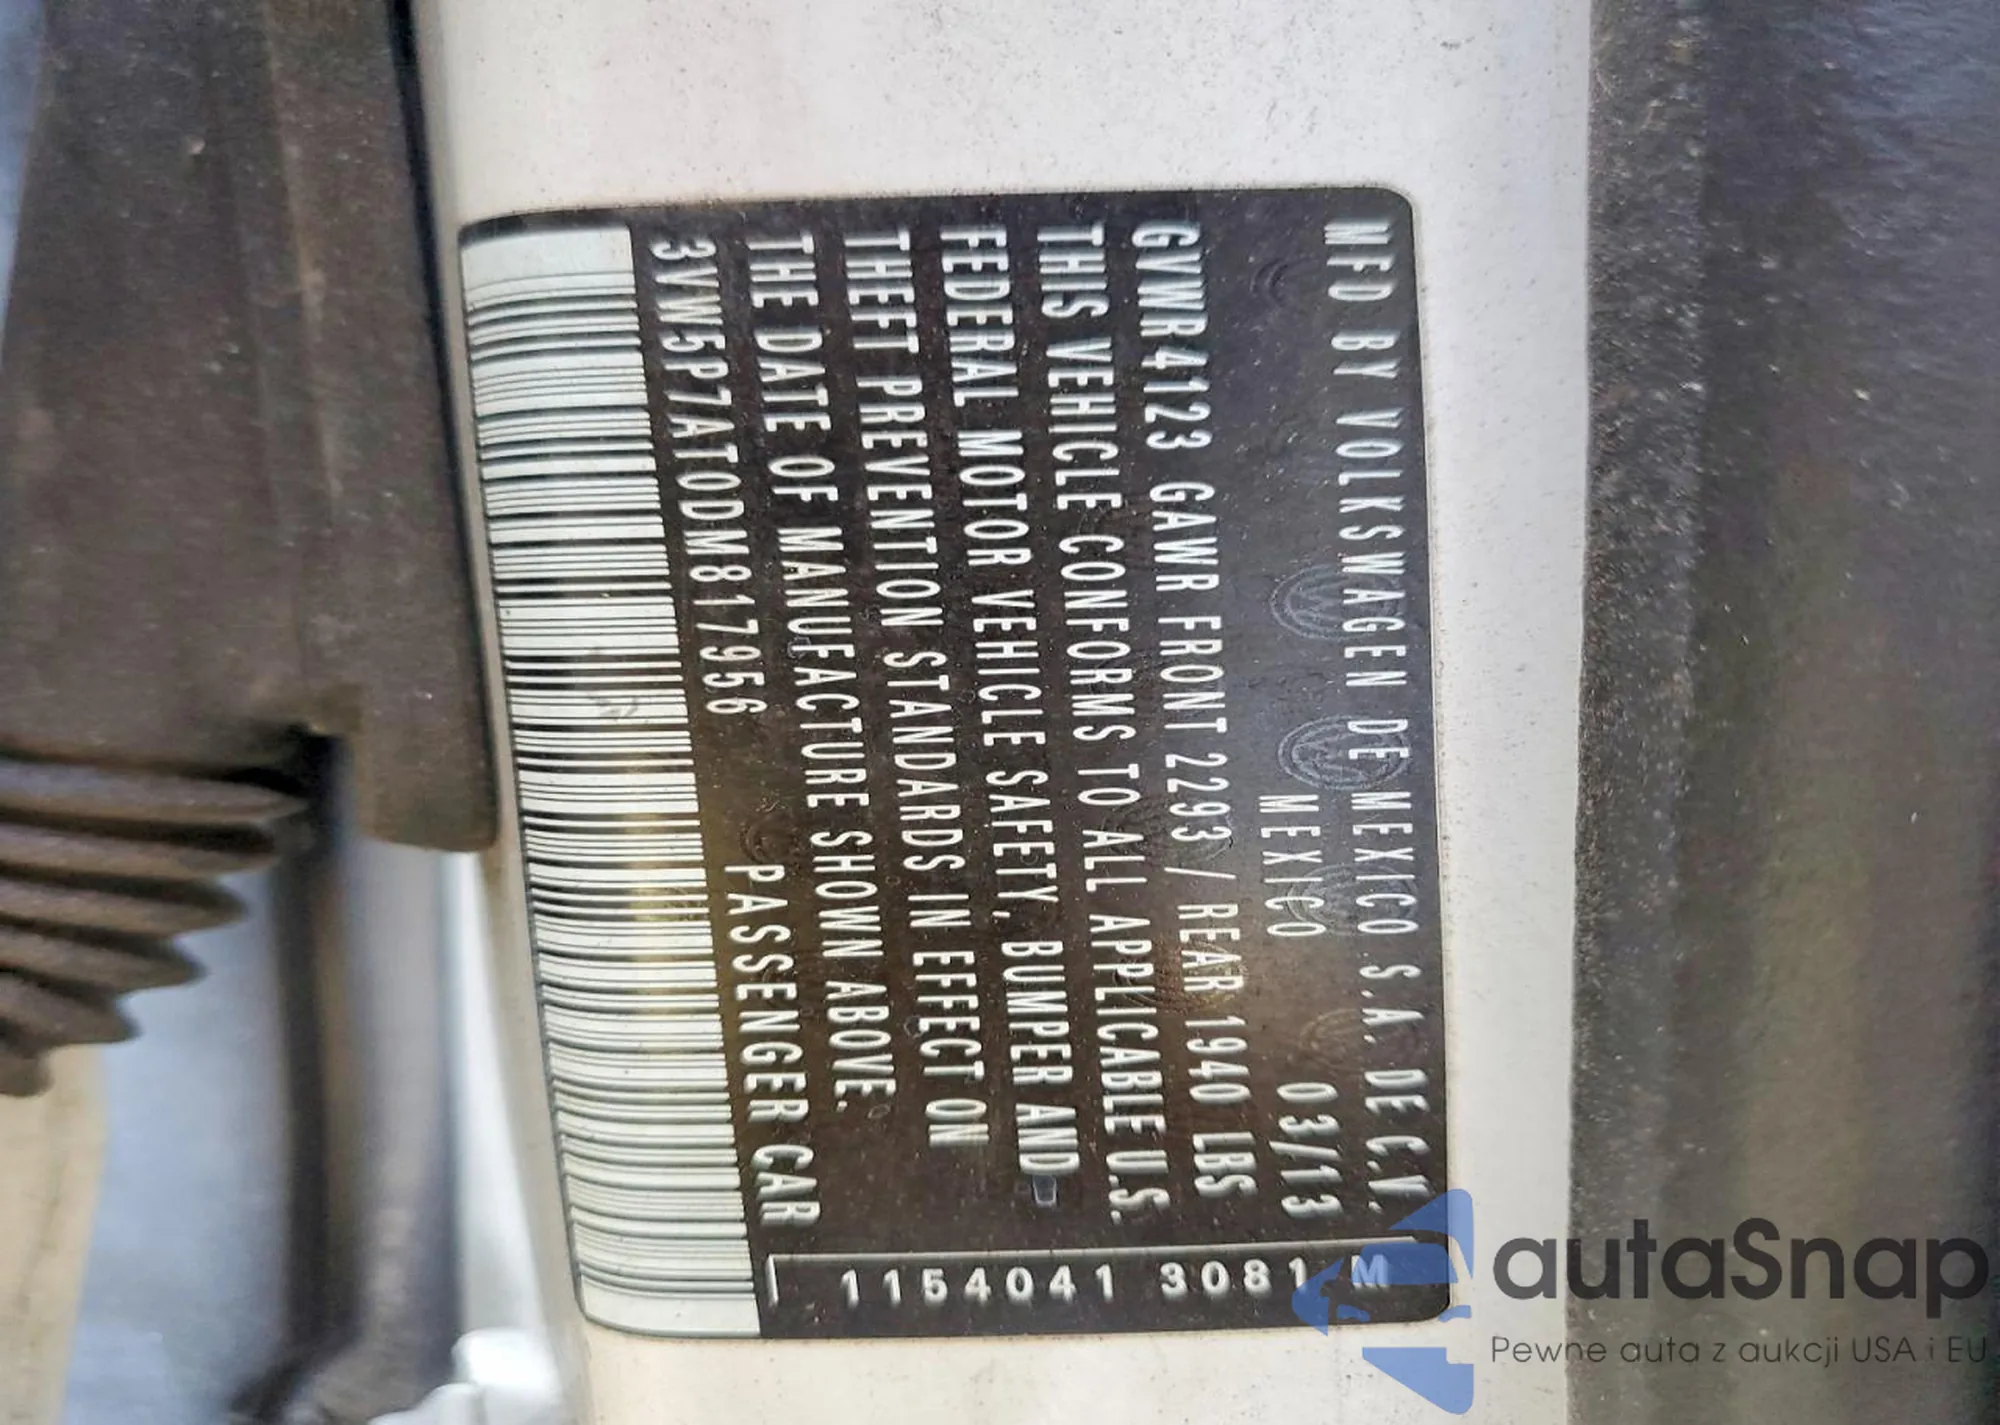 MFD BY VOLKSWAGEN DE MEXICO S.A. DE C.V.
MEXICO 03/13
GVWR4123 GAWR FRONT 2293 / REAR 1940 LBS
THIS VEHICLE CONFORMS TO ALL APPLICABLE U.S.
FEDERAL MOTOR VEHICLE SAFETY, BUMPER AND
THEFT PREVENTION STANDARDS IN EFFECT ON
THE DATE OF MANUFACTURE SHOWN ABOVE.
3VW5P7AT0DM817956 PASSENGER CAR
1154041 3081 M
autaSnap
Pewne auta z aukcji USA i EU